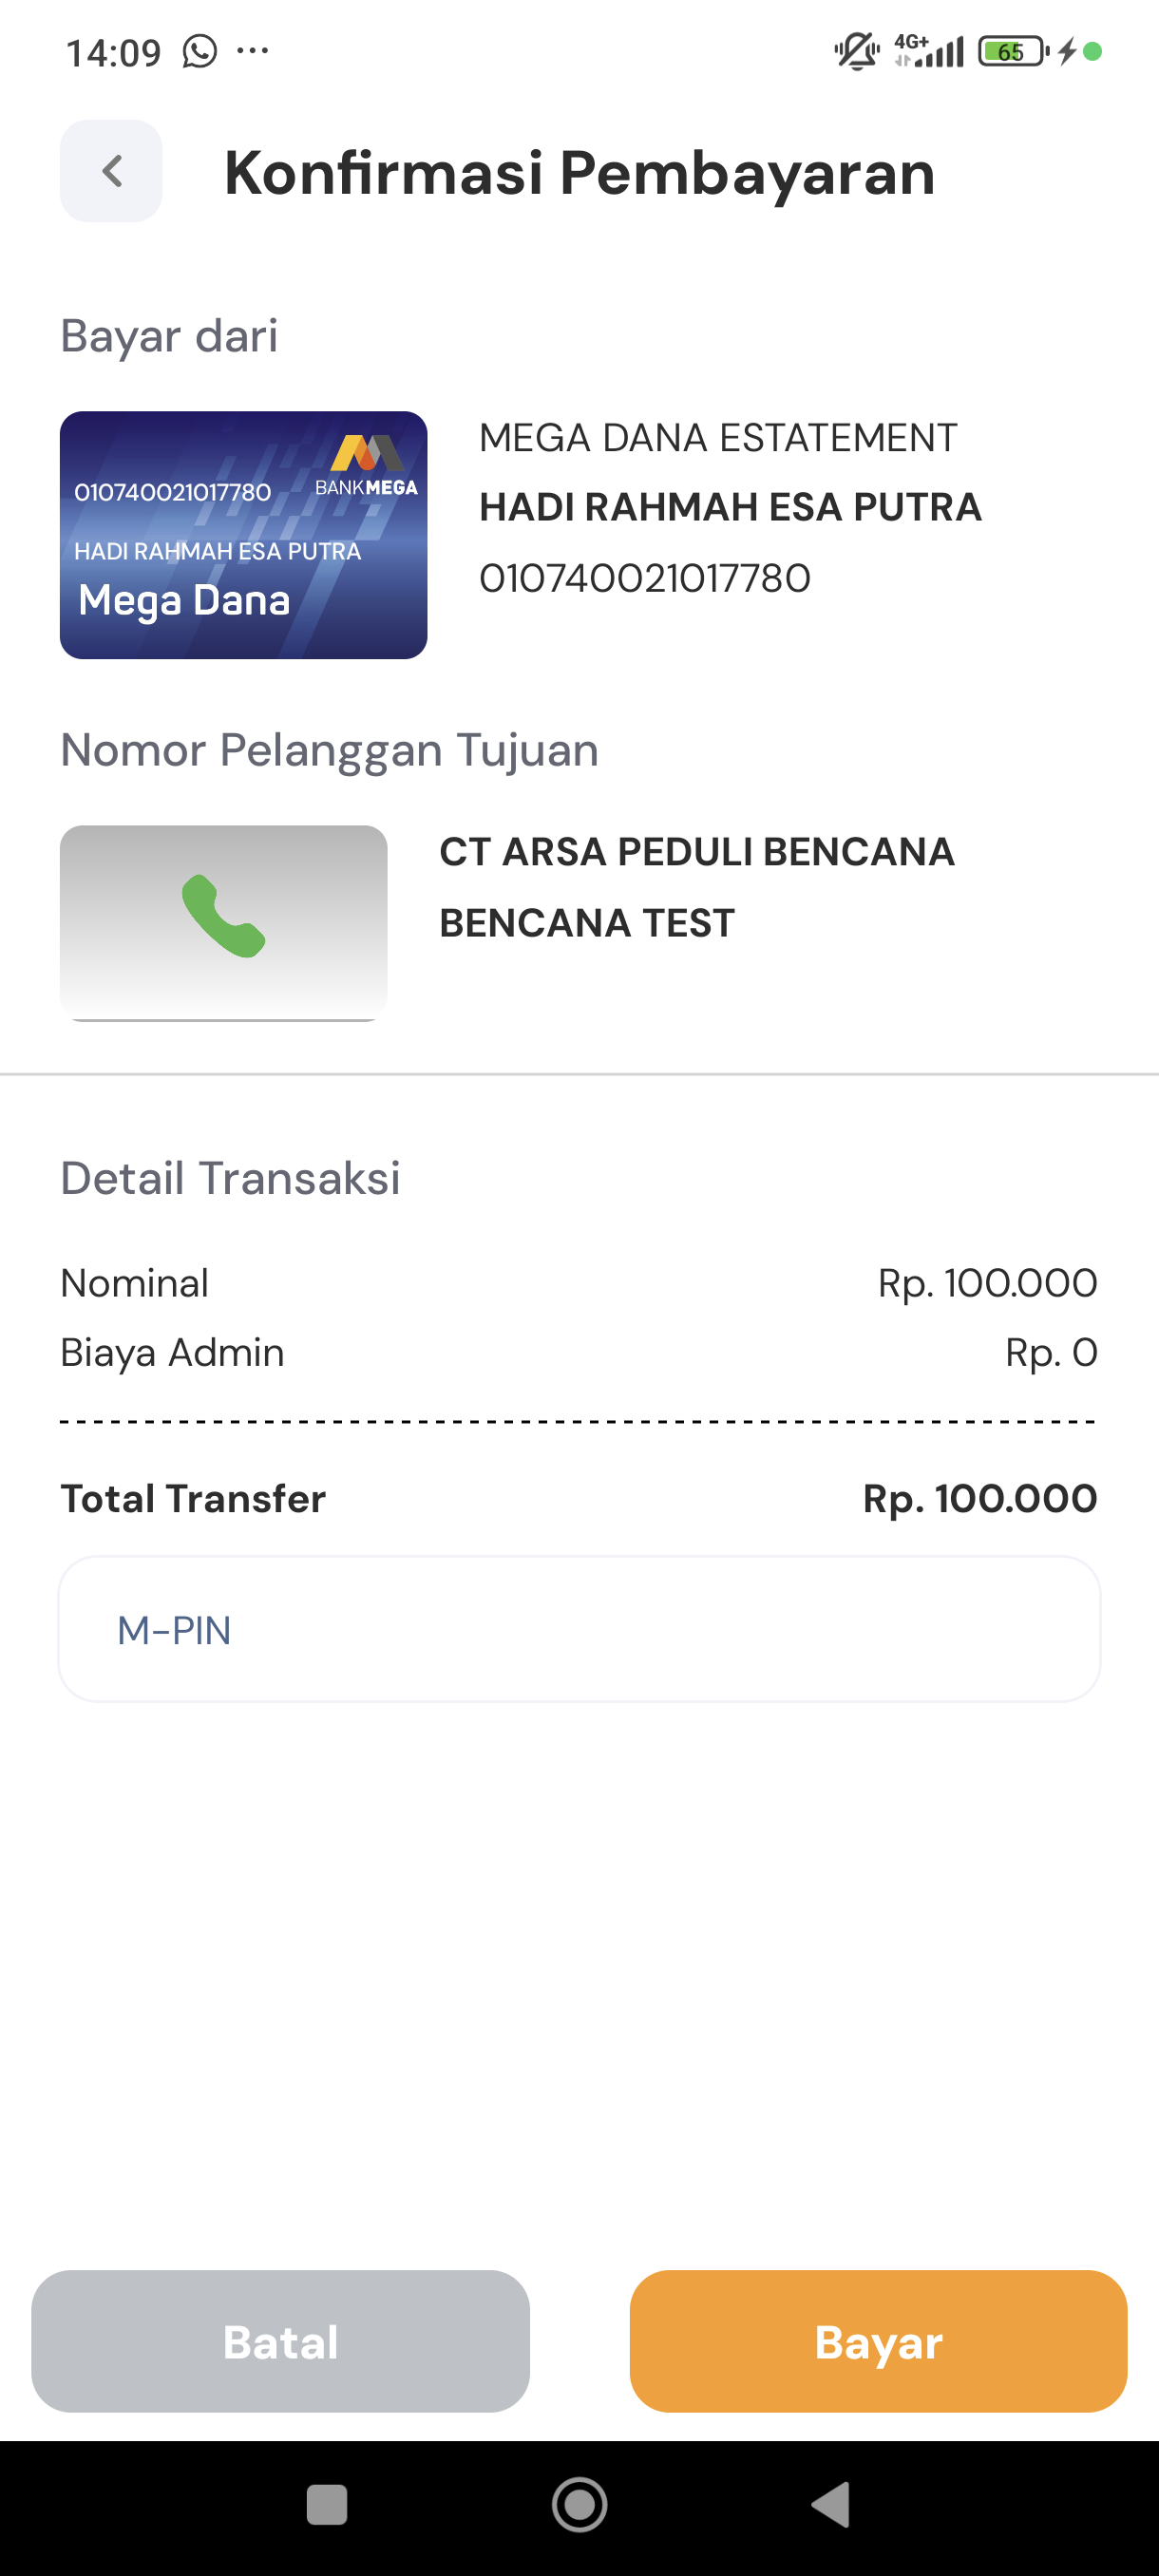 14:09
4G+
65
Konfirmasi Pembayaran
Bayar dari
010740021017780
BANKMEGA
HADI RAHMAH ESA PUTRA
Mega Dana
MEGA DANA ESTATEMENT
HADI RAHMAH ESA PUTRA
010740021017780
Nomor Pelanggan Tujuan
CT ARSA PEDULI BENCANA
BENCANA TEST
Detail Transaksi
Nominal Rp. 100.000
Biaya Admin Rp. 0
Total Transfer Rp. 100.000
M-PIN
Batal
Bayar